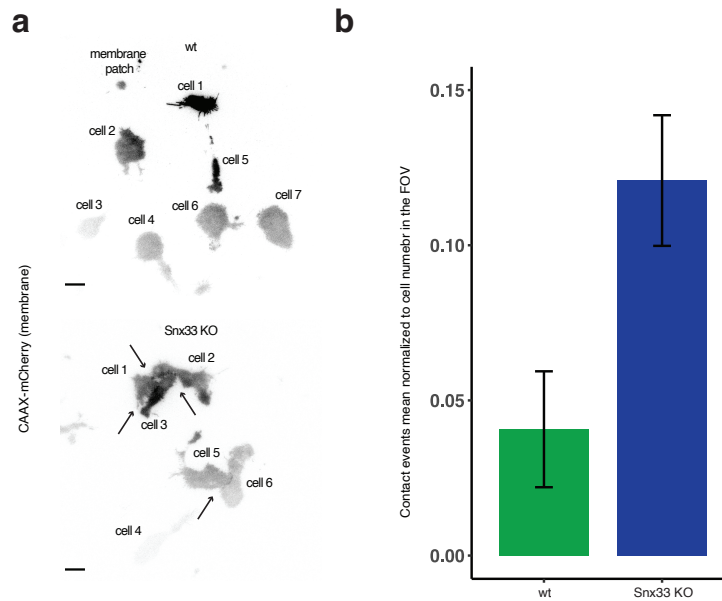 a
membrane
patch
wt
cell 1
cell 2
cell 5
cell 3
cell 4
cell 6
cell 7
CAAX-mCherry (membrane)
Snx33 KO
cell 1
cell 2
cell 3
cell 5
cell 6
cell 4
b
Contact events mean normalized to cell numebr in the FOV
0.15
0.10
0.05
0.00
wt
Snx33 KO